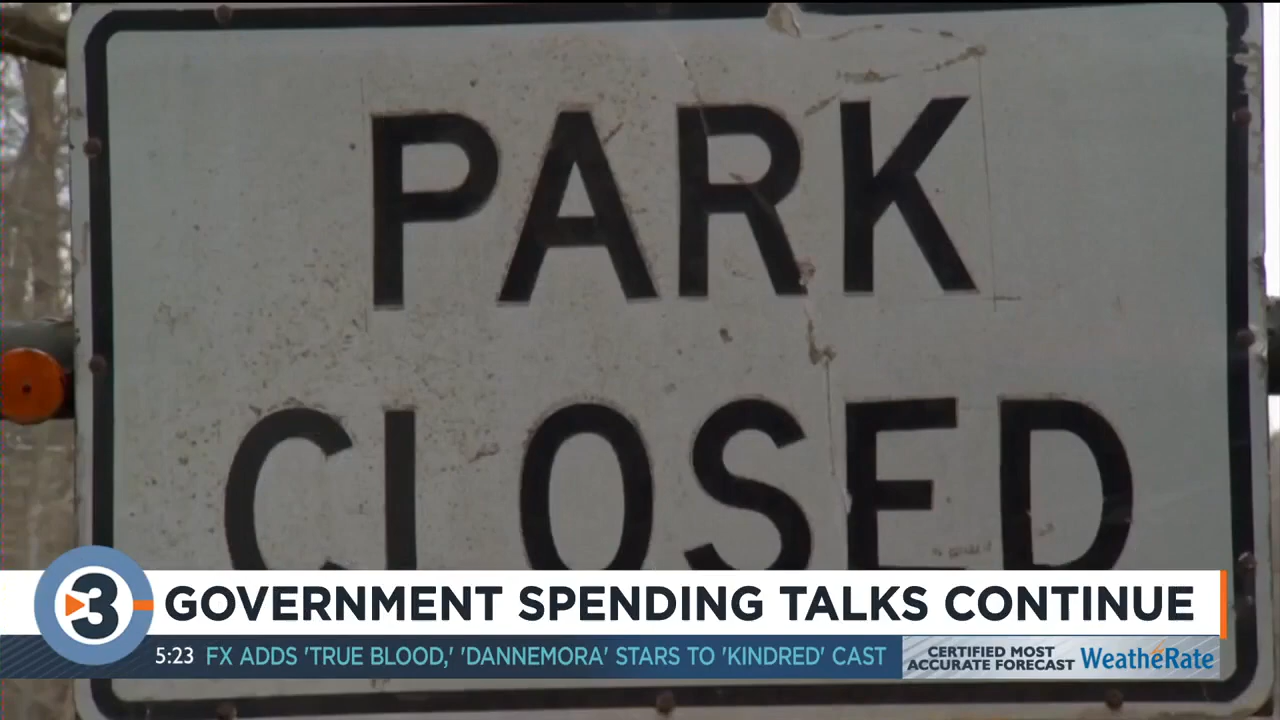 PARK
CLOSED
3 GOVERNMENT SPENDING TALKS CONTINUE
5:23 FX ADDS 'TRUE BLOOD,' 'DANNEMORA' STARS TO 'KINDRED' CAST
CERTIFIED MOST
ACCURATE FORECAST WeatheRate